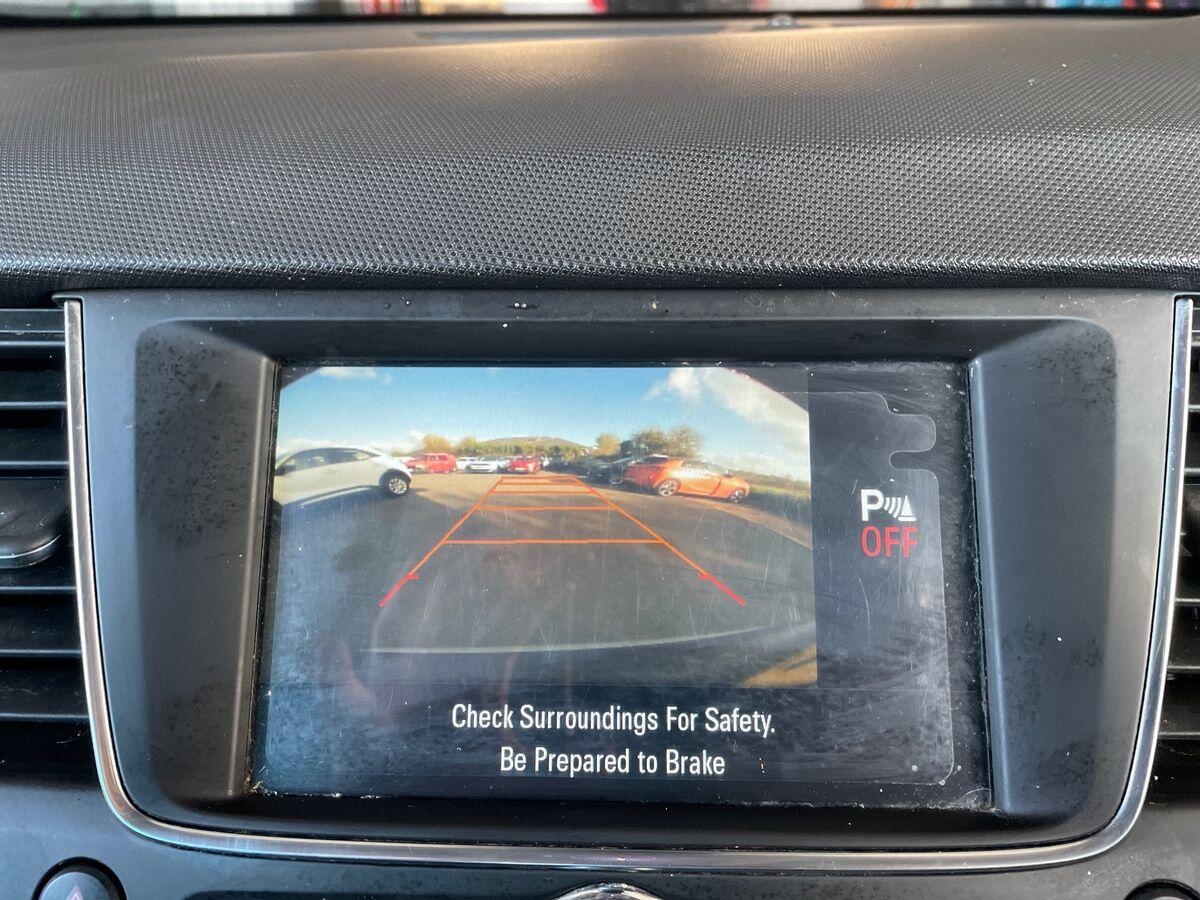 P
OFF
Check Surroundings For Safety.
Be Prepared to Brake